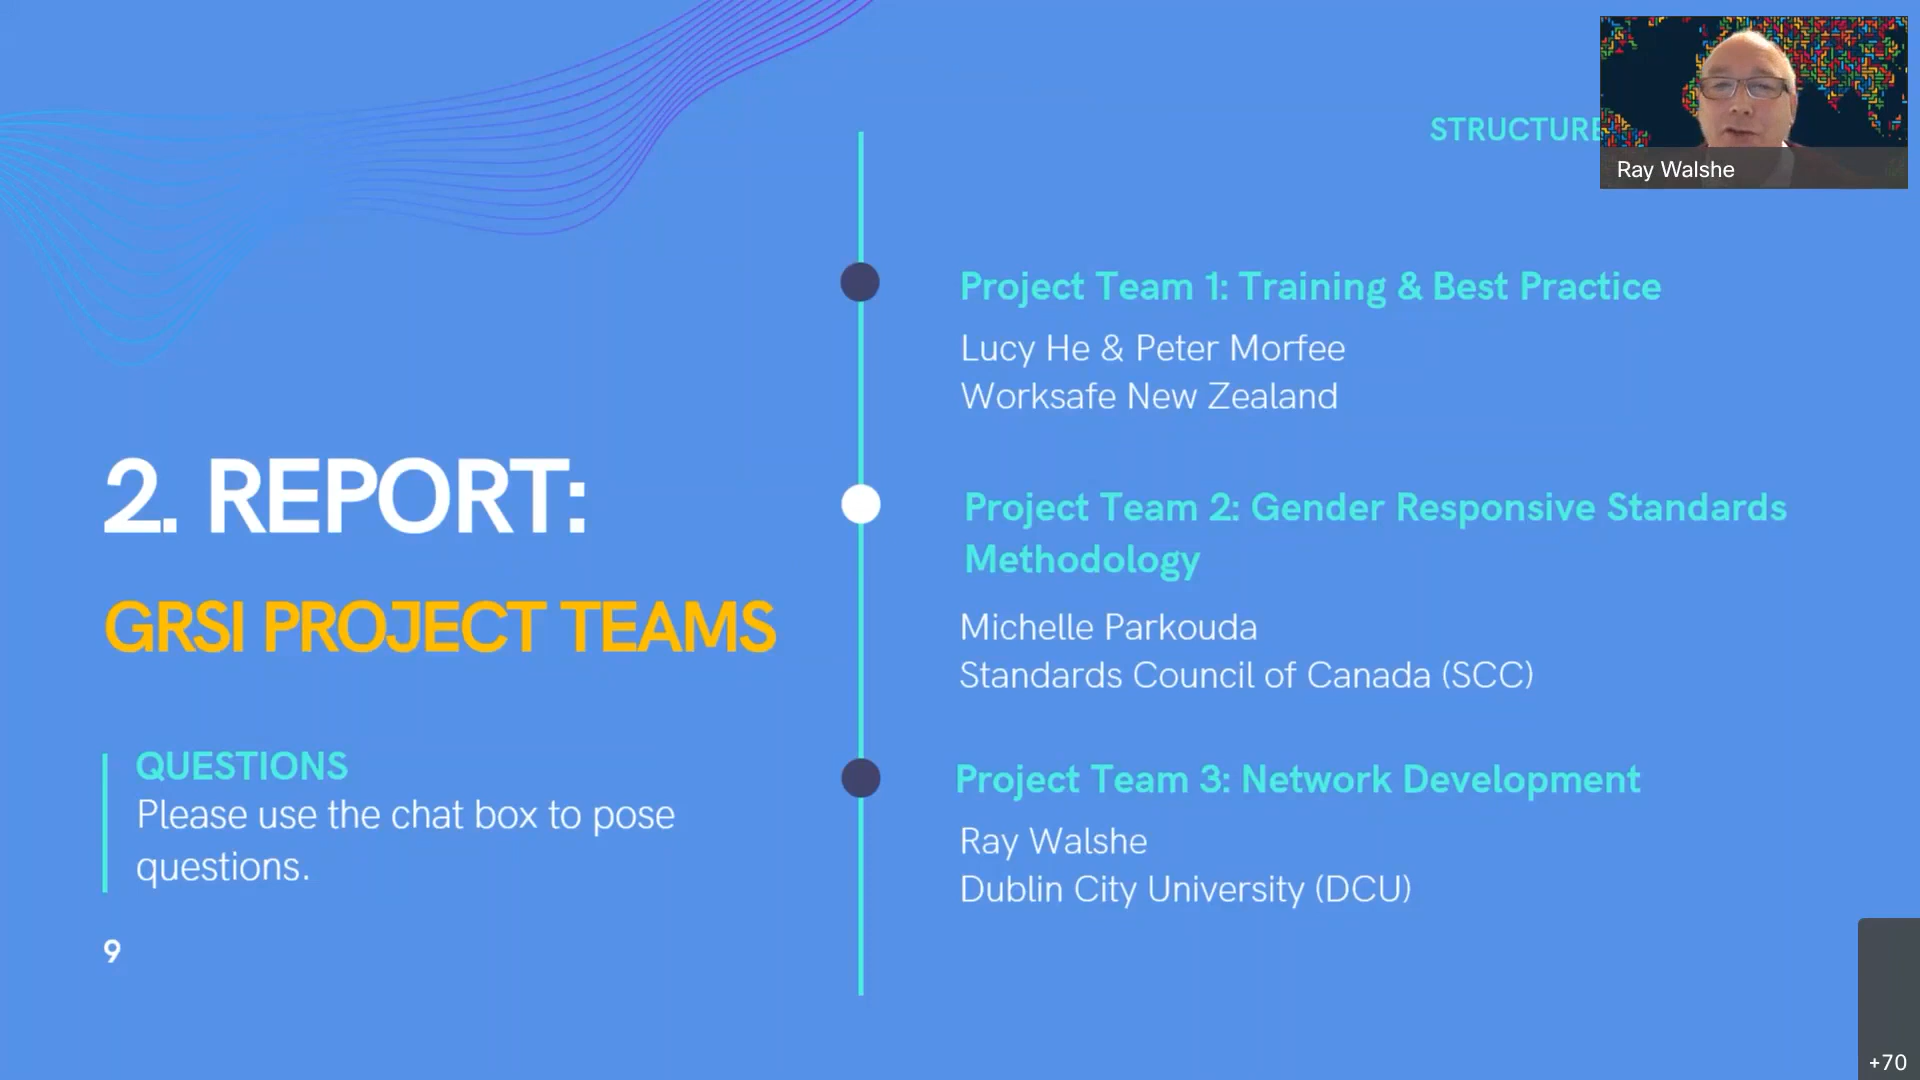 STRUCTURE
Ray Walshe
Project Team 1: Training & Best Practice
Lucy He & Peter Morfee
Worksafe New Zealand
2. REPORT:
GRSI PROJECT TEAMS
Project Team 2: Gender Responsive Standards
Methodology
Michelle Parkouda
Standards Council of Canada (SCC)
QUESTIONS
Please use the chat box to pose
questions.
Project Team 3: Network Development
Ray Walshe
Dublin City University (DCU)
9
+70